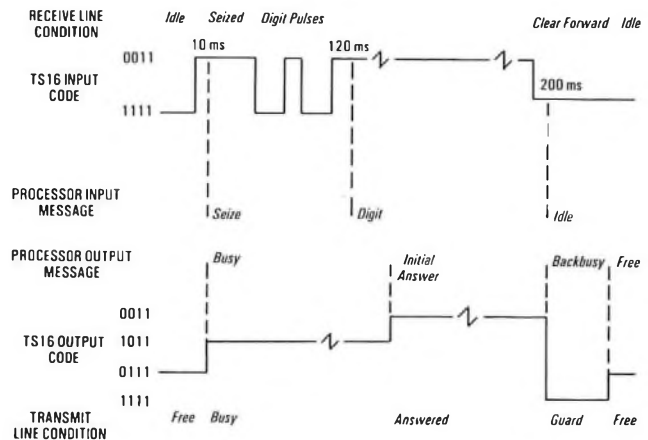 RECEIVE LINE
CONDITION
Idle Seized Digit Pulses Clear Forward Idle
10 ms 120 ms
0011
TS16 INPUT
CODE
200 ms
1111
PROCESSOR INPUT
MESSAGE
Seize Digit Idle
PROCESSOR OUTPUT
MESSAGE
Busy Initial
Answer Backbusy Free
0011
TS16 OUTPUT
CODE
1011
0111
1111
TRANSMIT
LINE CONDITION
Free Busy Answered Guard Free